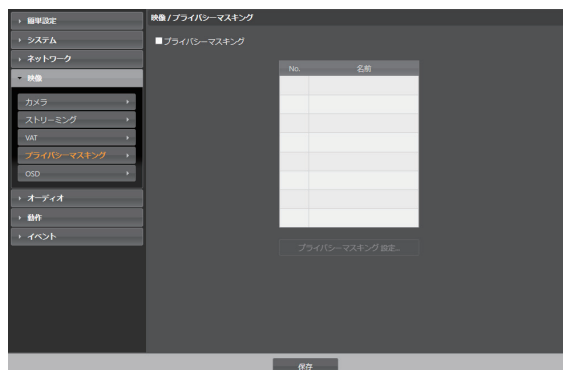 簡単設定
システム
ネットワーク
映像
カメラ
ストリーミング
VAT
プライバシーマスキング
OSD
オーディオ
動作
イベント
映像 / プライバシーマスキング
プライバシーマスキング
No. 名前
プライバシーマスキング 設定...
保存